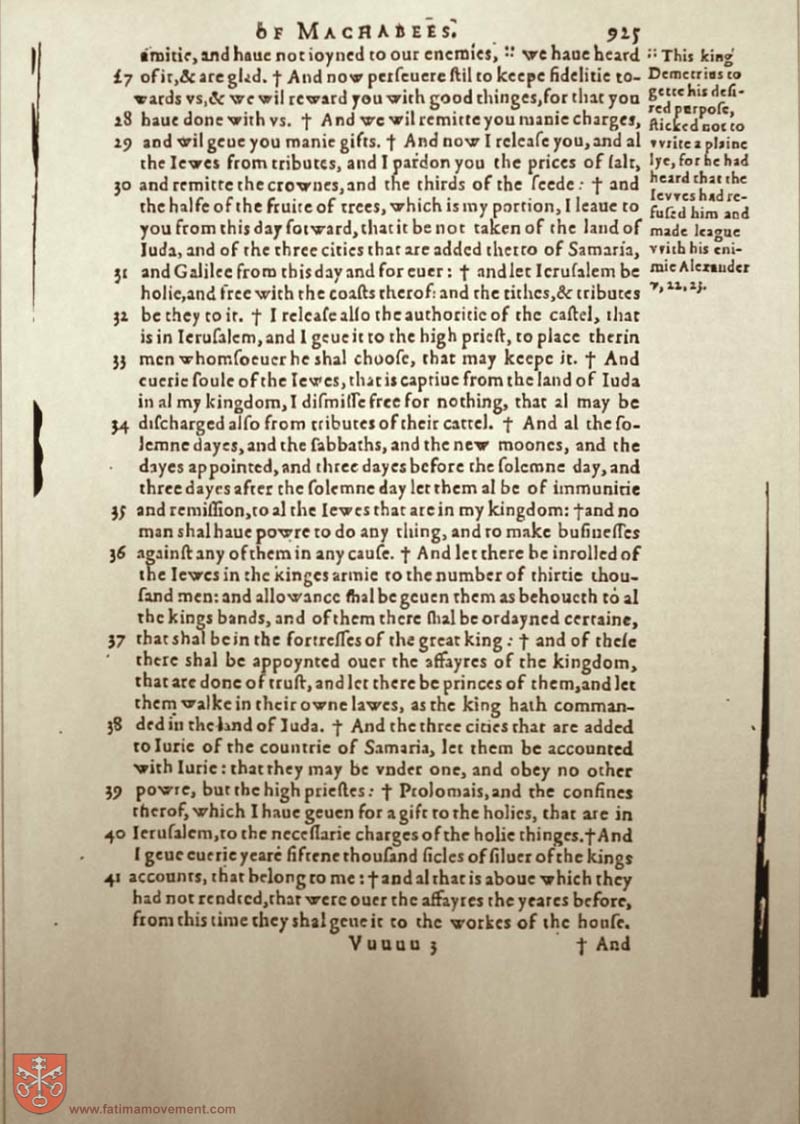 OF MACHABEES. 925
amitie, and haue not ioyned to our enemies, :: we haue heard
27 of it, & are glad. † And now perſeuere ſtil to keepe fidelitie to-
wards vs, & we wil reward you with good thinges, for that you
28 haue done with vs. † And we wil remitte you manie charges,
29 and wil geue you manie gifts. † And now I releaſe you, and al
the Iewes from tributes, and I pardon you the prices of ſalt,
30 and remitte the crownes, and the thirds of the ſeede: † and
the halfe of the fruite of trees, which is my portion, I leaue to
you from this day forward, that it be not taken of the land of
Iuda, and of the three cities that are added therto of Samaria,
31 and Galilee from this day and for euer: † and let Ieruſalem be
holie, and free with the coaſts therof: and the tithes, & tributes
32 be they to it. † I releaſe alſo the authoritie of the caſtel, that
is in Ieruſalem, and I geue it to the high prieſt, to place therin
33 men whomſoeuer he shal chooſe, that may keepe it. † And
euerie ſoule of the Iewes, that is captiue from the land of Iuda
in al my kingdom, I diſmiſſe free for nothing, that al may be
34 diſcharged alſo from tributes of their cattel. † And al the ſo-
lemne dayes, and the ſabbaths, and the new moones, and the
dayes appointed, and three dayes before the ſolemne day, and
three dayes after the ſolemne day let them al be of immunitie
35 and remiſſion, to al the Iewes that are in my kingdom: † and no
man shal haue powre to do any thing, and to make buſineſſes
36 againſt any of them in any cauſe. † And let there be inrolled of
the Iewes in the kinges armie to the number of thirtie thou-
ſand men: and allowance ſhal be geuen them as behoueth to al
the kings bands, and of them there ſhal be ordayned certaine,
37 that shal be in the fortreſſes of the great king: † and of theſe
there shal be appoynted ouer the affayres of the kingdom,
that are done of truſt, and let there be princes of them, and let
them walke in their owne lawes, as the king hath comman-
38 ded in the land of Iuda. † And the three cities that are added
to Iurie of the countrie of Samaria, let them be accounted
with Iurie: that they may be vnder one, and obey no other
39 powre, but the high prieſtes: † Ptolomais, and the confines
therof, which I haue geuen for a gift to the holies, that are in
40 Ieruſalem, to the neceſſarie charges of the holie thinges. † And
I geue euerie yeare fiftene thouſand ſicles of ſiluer of the kings
41 accounts, that belong to me: † and al that is aboue which they
had not rendred, that were ouer the affayres the yeares before,
from this time they shal geue it to the workes of the houſe.
Vuuuu 3 † And
:: This king
Demetrius to
gette his deſi-
red purpoſe,
ſticked not to
write a plaine
lye, for he had
heard that the
Iewes had re-
fuſed him and
made league
with his eni-
mie Alexander
v, 22, 23.
www.fatimamovement.com